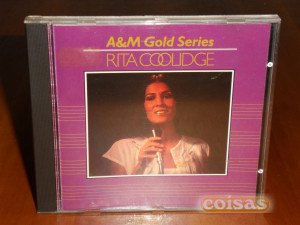 A&M Gold Series
RITA COOLIDGE
coisas